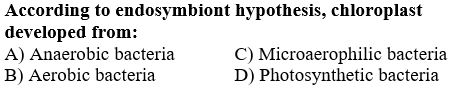 According to endosymbiont hypothesis, chloroplast
developed from:
A) Anaerobic bacteria C) Microaerophilic bacteria
B) Aerobic bacteria D) Photosynthetic bacteria